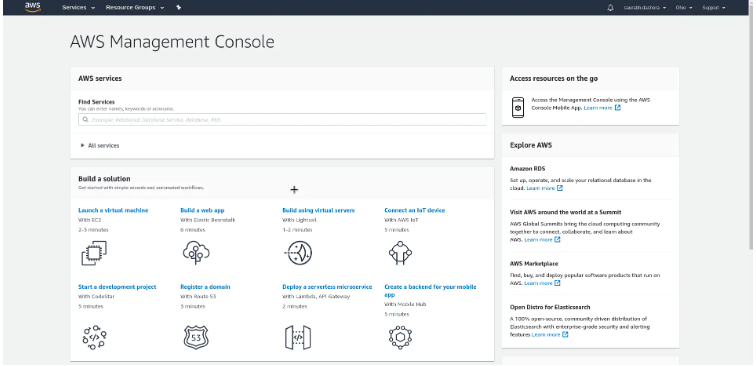 aws
Services
Resource Groups
Ohio
Support
AWS Management Console
AWS services
Find Services
You can enter names, keywords or acronyms.
Example: Relational Database Service, database, RDS
All services
Build a solution
Get started with simple wizards and automated workflows.
Launch a virtual machine
With EC2
2-3 minutes
Build a web app
With Elastic Beanstalk
6 minutes
Build using virtual servers
With Lightsail
1-2 minutes
Connect an IoT device
With AWS IoT
5 minutes
Start a development project
With CodeStar
5 minutes
Register a domain
With Route 53
3 minutes
53
Deploy a serverless microservice
With Lambda, API Gateway
2 minutes
Create a backend for your mobile
app
With Mobile Hub
5 minutes
Access resources on the go
Access the Management Console using the AWS
Console Mobile App. Learn more
Explore AWS
Amazon RDS
Set up, operate, and scale your relational database in the
cloud. Learn more
Visit AWS around the world at a Summit
AWS Global Summits bring the cloud computing community
together to connect, collaborate, and learn about
AWS. Learn more
AWS Marketplace
Find, buy, and deploy popular software products that run on
AWS. Learn more
Open Distro for Elasticsearch
A 100% open-source, community driven distribution of
Elasticsearch with enterprise-grade security and alerting
features Learn more